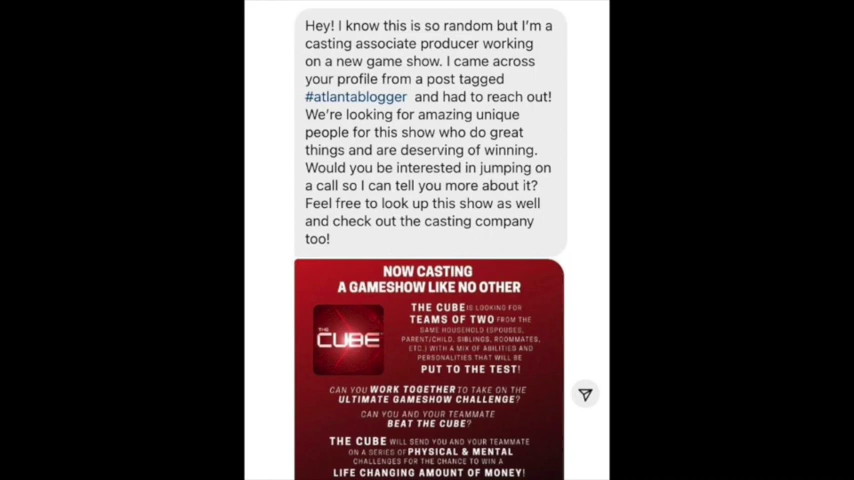 Hey! I know this is so random but I'm a
casting associate producer working
on a new game show. I came across
your profile from a post tagged
#atlantablogger and had to reach out!
We're looking for amazing unique
people for this show who do great
things and are deserving of winning.
Would you be interested in jumping on
a call so I can tell you more about it?
Feel free to look up this show as well
and check out the casting company
too!
NOW CASTING
A GAMESHOW LIKE NO OTHER
THE CUBE
THE CUBE IS LOOKING FOR
TEAMS OF TWO FROM THE
SAME HOUSEHOLD (SPOUSES,
PARENT/CHILD, SIBLINGS, ROOMMATES,
ETC.) WITH A MIX OF ABILITIES AND
PERSONALITIES THAT WILL BE
PUT TO THE TEST!
CAN YOU WORK TOGETHER TO TAKE ON THE
ULTIMATE GAMESHOW CHALLENGE?
CAN YOU AND YOUR TEAMMATE
BEAT THE CUBE?
THE CUBE WILL SEND YOU AND YOUR TEAMMATE
ON A SERIES OF PHYSICAL & MENTAL
CHALLENGES FOR THE CHANCE TO WIN A
LIFE CHANGING AMOUNT OF MONEY!